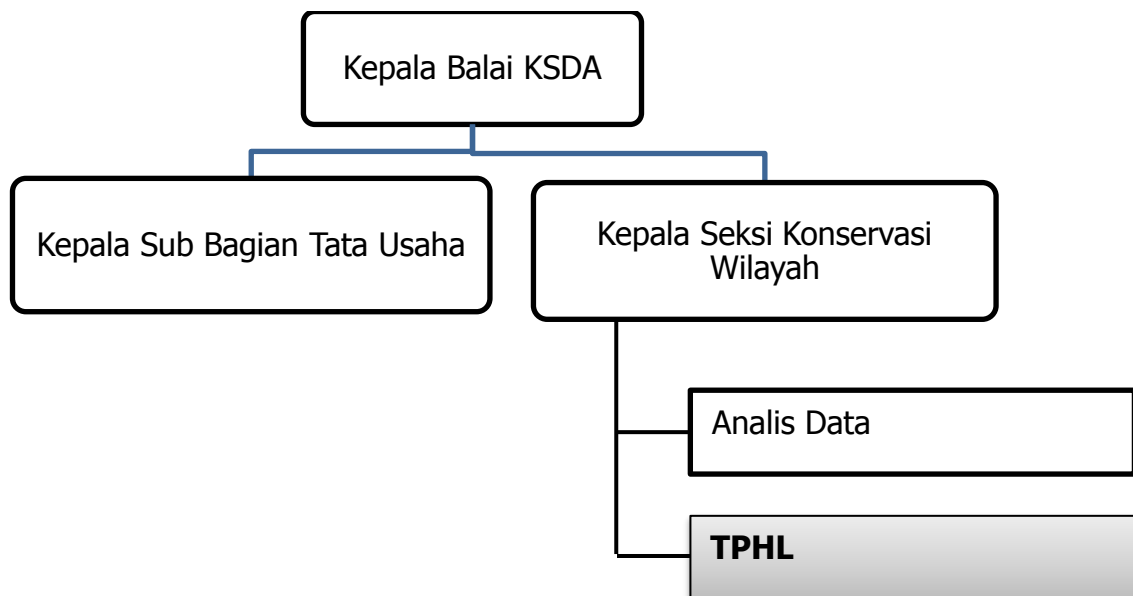 Kepala Balai KSDA
Kepala Sub Bagian Tata Usaha
Kepala Seksi Konservasi
Wilayah
Analis Data
TPHL